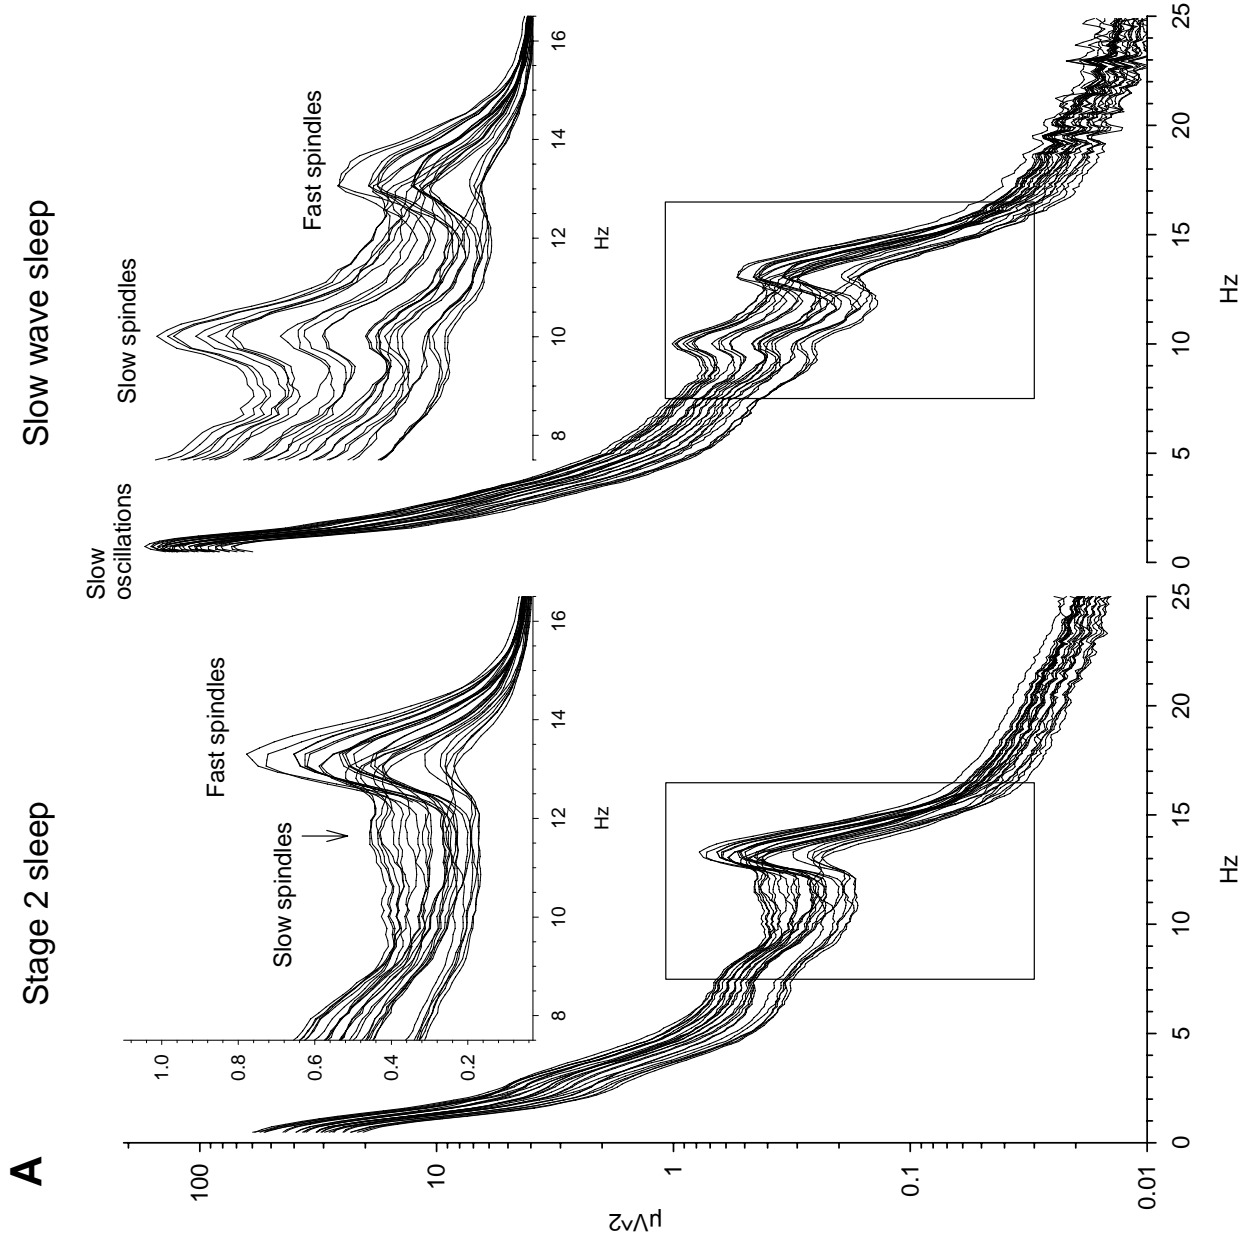 A
Stage 2 sleep
Slow wave sleep
µV^2
100
10
1
0.1
0.01
1.0
0.8
0.6
0.4
0.2
Slow spindles
Fast spindles
8 10 12 14 16
Hz
0 5 10 15 20 25
Hz
Slow
oscillations
Slow spindles
Fast spindles
8 10 12 14 16
Hz
0 5 10 15 20 25
Hz